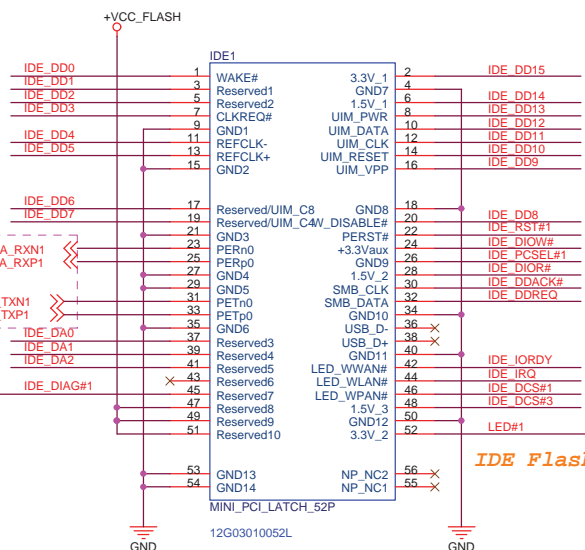 +VCC_FLASH
IDE1
IDE_DD0 1 WAKE# 3.3V_1 2 IDE_DD15
IDE_DD1 3 Reserved1 GND7 4
IDE_DD2 5 Reserved2 1.5V_1 6 IDE_DD14
IDE_DD3 7 CLKREQ# UIM_PWR 8 IDE_DD13
9 GND1 UIM_DATA 10 IDE_DD12
IDE_DD4 11 REFCLK- UIM_CLK 12 IDE_DD11
IDE_DD5 13 REFCLK+ UIM_RESET 14 IDE_DD10
15 GND2 UIM_VPP 16 IDE_DD9
IDE_DD6 17 Reserved/UIM_C8 GND8 18
IDE_DD7 19 Reserved/UIM_C4 W_DISABLE# 20 IDE_DD8
21 GND3 PERST# 22 IDE_RST#1
A_RXN1 23 PERn0 +3.3Vaux 24 IDE_DIOW#
A_RXP1 25 PERp0 GND9 26 IDE_PCSEL#1
27 GND4 1.5V_2 28 IDE_DIOR#
29 GND5 SMB_CLK 30 IDE_DDACK#
_TXN1 31 PETn0 SMB_DATA 32 IDE_DDREQ
TXP1 33 PETp0 GND10 34
35 GND6 USB_D- 36
IDE_DA0 37 Reserved3 USB_D+ 38
IDE_DA1 39 Reserved4 GND11 40
IDE_DA2 41 Reserved5 LED_WWAN# 42 IDE_IORDY
43 Reserved6 LED_WLAN# 44 IDE_IRQ
IDE_DIAG#1 45 Reserved7 LED_WPAN# 46 IDE_DCS#1
47 Reserved8 1.5V_3 48 IDE_DCS#3
49 Reserved9 GND12 50
51 Reserved10 3.3V_2 52 LED#1
IDE Flash
53 GND13 NP_NC2 56
54 GND14 NP_NC1 55
MINI_PCI_LATCH_52P
12G03010052L
GND GND